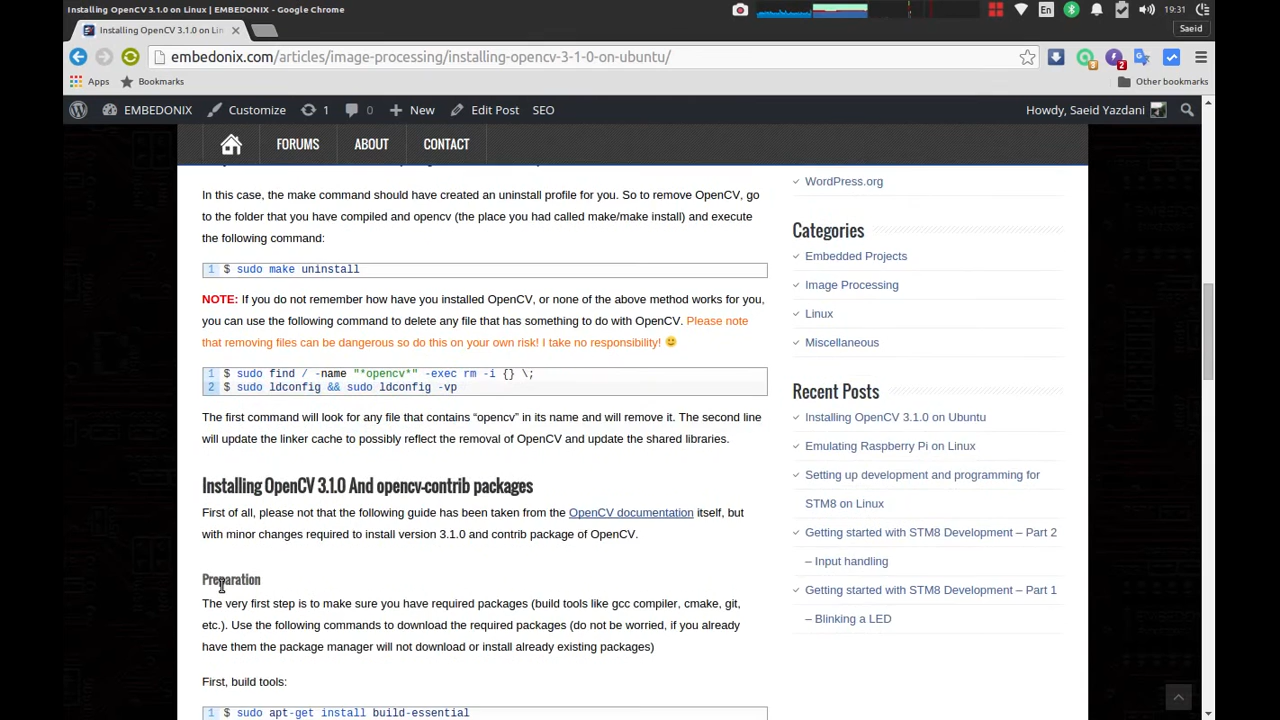 Installing OpenCV 3.1.0 on Linux | EMBEDONIX - Google Chrome
En
19:31
Installing OpenCV 3.1.0 on Lin
Saeid
embedonix.com/articles/image-processing/installing-opencv-3-1-0-on-ubuntu/
Apps
Bookmarks
Other bookmarks
EMBEDONIX
Customize
1
0
New
Edit Post
SEO
Howdy, Saeid Yazdani
FORUMS
ABOUT
CONTACT
In this case, the make command should have created an uninstall profile for you. So to remove OpenCV, go
to the folder that you have compiled and opencv (the place you had called make/make install) and execute
the following command:
1 $ sudo make uninstall
NOTE: If you do not remember how have you installed OpenCV, or none of the above method works for you,
you can use the following command to delete any file that has something to do with OpenCV. Please note
that removing files can be dangerous so do this on your own risk! I take no responsibility!
1 $ sudo find / -name "*opencv*" -exec rm -i {} \;
2 $ sudo ldconfig && sudo ldconfig -vp
The first command will look for any file that contains “opencv” in its name and will remove it. The second line
will update the linker cache to possibly reflect the removal of OpenCV and update the shared libraries.
Installing OpenCV 3.1.0 And opencv-contrib packages
First of all, please not that the following guide has been taken from the OpenCV documentation itself, but
with minor changes required to install version 3.1.0 and contrib package of OpenCV.
Preparation
The very first step is to make sure you have required packages (build tools like gcc compiler, cmake, git,
etc.). Use the following commands to download the required packages (do not be worried, if you already
have them the package manager will not download or install already existing packages)
First, build tools:
1 $ sudo apt-get install build-essential
WordPress.org
Categories
Embedded Projects
Image Processing
Linux
Miscellaneous
Recent Posts
Installing OpenCV 3.1.0 on Ubuntu
Emulating Raspberry Pi on Linux
Setting up development and programming for
STM8 on Linux
Getting started with STM8 Development – Part 2
– Input handling
Getting started with STM8 Development – Part 1
– Blinking a LED